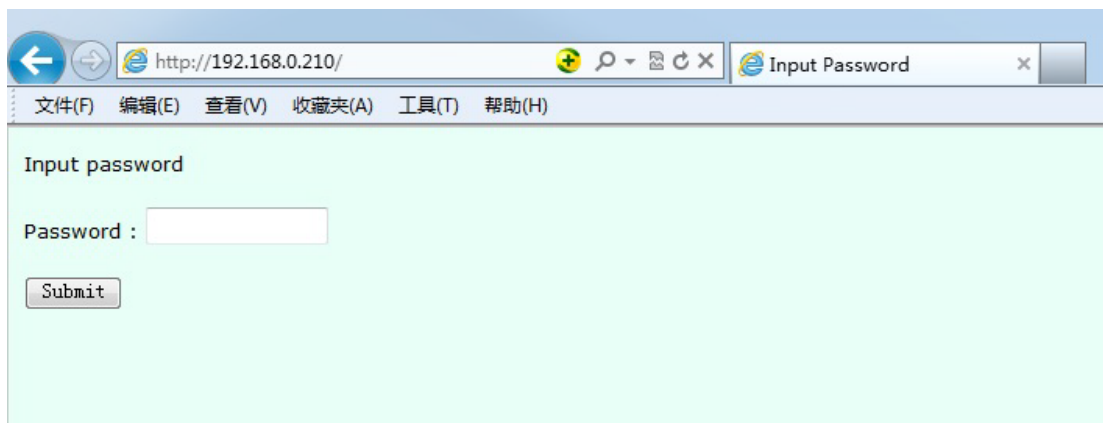 http://192.168.0.210/ Input Password
文件(F) 编辑(E) 查看(V) 收藏夹(A) 工具(T) 帮助(H)
Input password
Password :
Submit